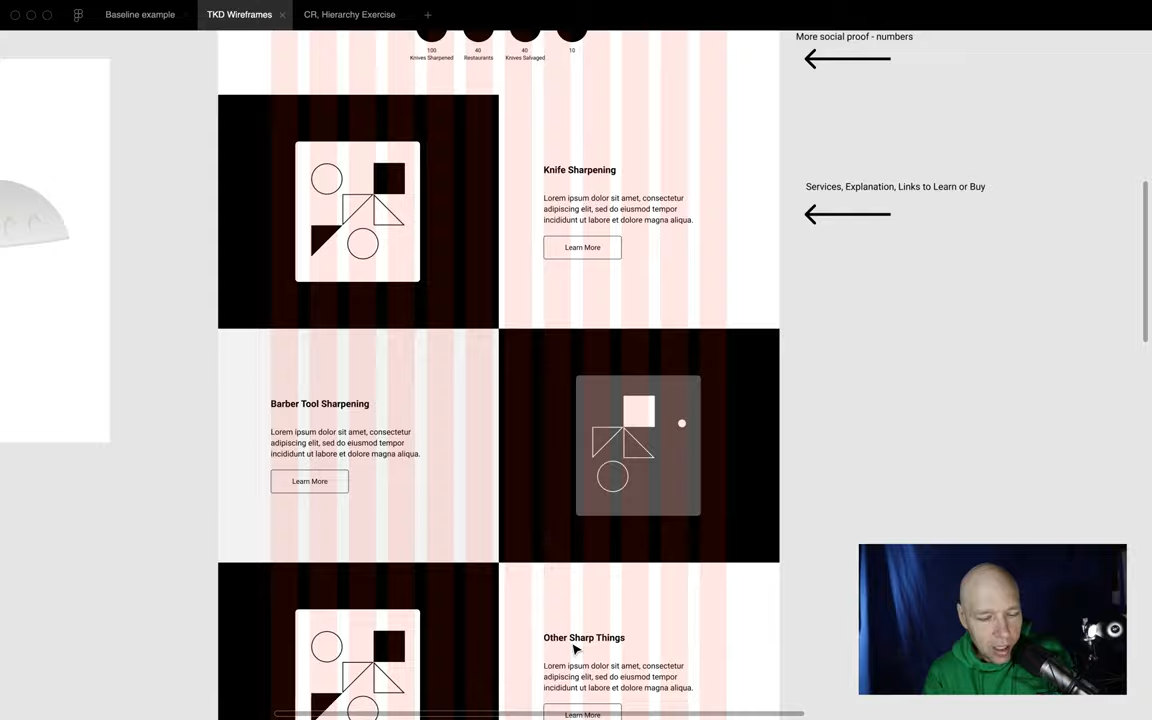 Baseline example
TKD Wireframes
CR, Hierarchy Exercise
More social proof - numbers
100
Knives Sharpened
40
Restaurants
40
Knives Salvaged
10
Knife Sharpening
Lorem ipsum dolor sit amet, consectetur
adipiscing elit, sed do eiusmod tempor
incididunt ut labore et dolore magna aliqua.
Learn More
Services, Explanation, Links to Learn or Buy
Barber Tool Sharpening
Lorem ipsum dolor sit amet, consectetur
adipiscing elit, sed do eiusmod tempor
incididunt ut labore et dolore magna aliqua.
Learn More
Other Sharp Things
Lorem ipsum dolor sit amet, consectetur
adipiscing elit, sed do eiusmod tempor
incididunt ut labore et dolore magna aliqua.
Learn More